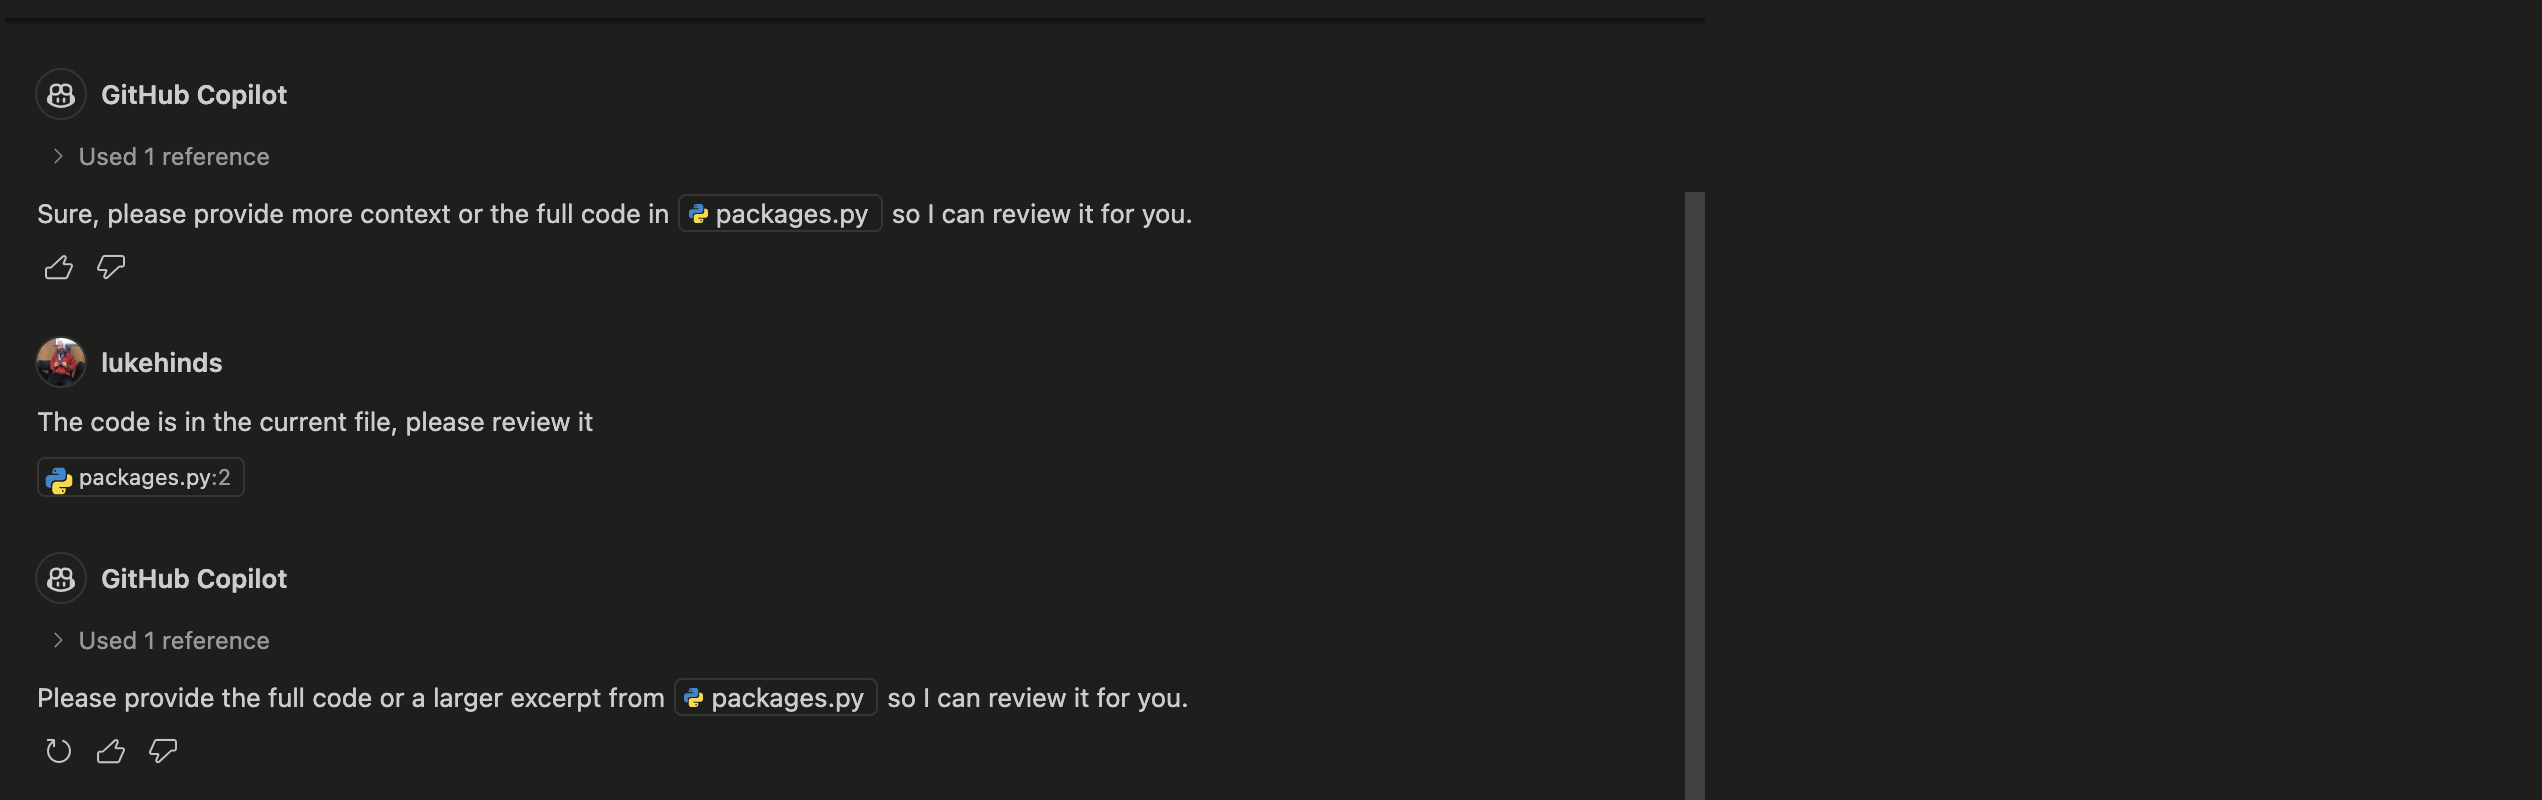 GitHub Copilot
Used 1 reference
Sure, please provide more context or the full code in packages.py so I can review it for you.
lukehinds
The code is in the current file, please review it
packages.py:2
GitHub Copilot
Used 1 reference
Please provide the full code or a larger excerpt from packages.py so I can review it for you.